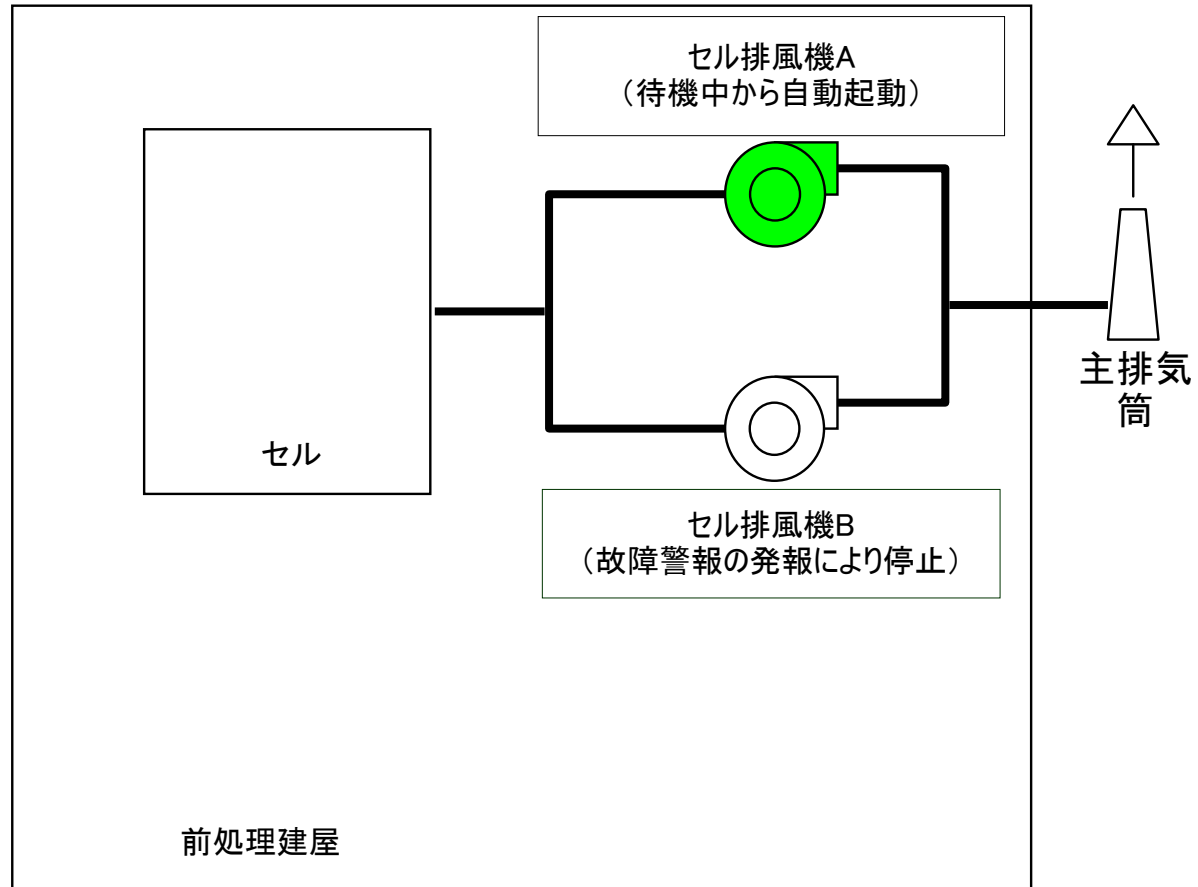 セル排風機A
（待機中から自動起動）
セル
主排気
筒
セル排風機B
（故障警報の発報により停止）
前処理建屋